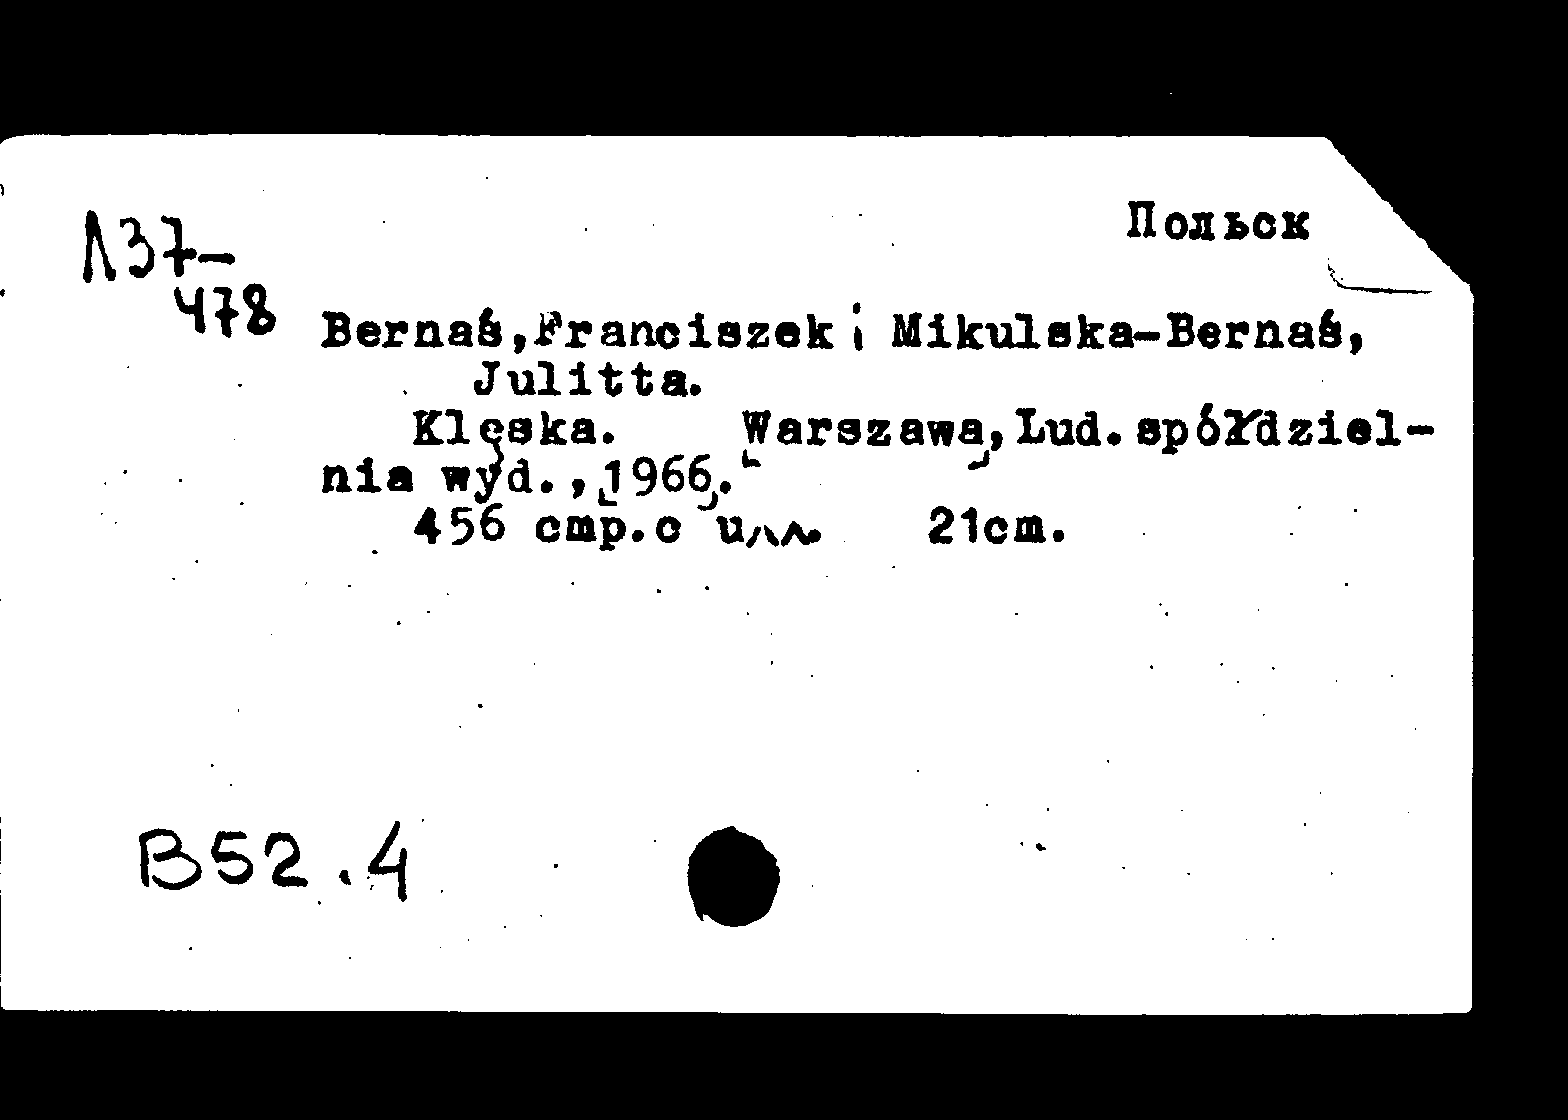 Польск
Л37-
478
Bernaś,Franciszek i Mikulska-Bernaś,
Julitta.
Klęska. [Warszawa],Lud.spółdziel-
nia wyd.,[1966].
456 cmp.c илл. 21cm.
B52.4